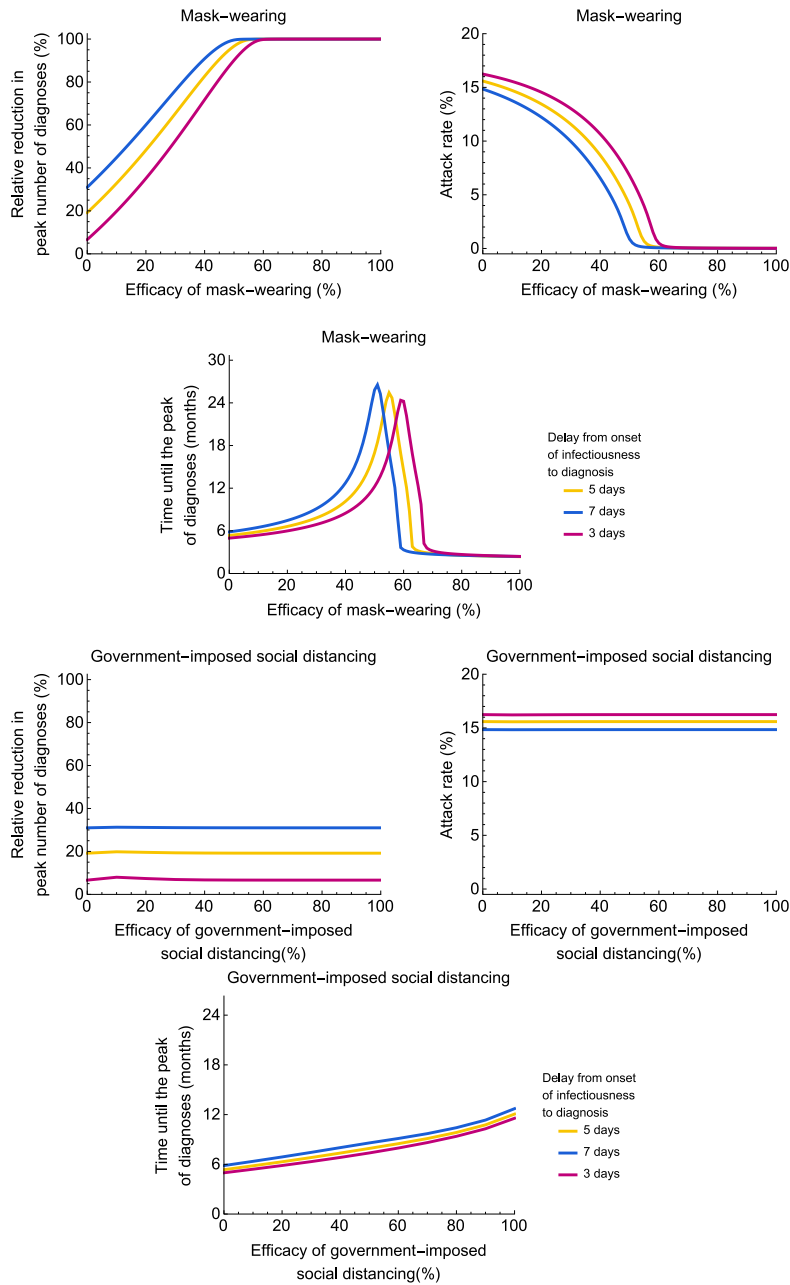 Mask−wearing
Relative reduction in
peak number of diagnoses (%)
100
80
60
40
20
0
0 20 40 60 80 100
Efficacy of mask−wearing (%)
Mask−wearing
Attack rate (%)
20
15
10
5
0
0 20 40 60 80 100
Efficacy of mask−wearing (%)
Mask−wearing
Time until the peak
of diagnoses (months)
30
24
18
12
6
0
0 20 40 60 80 100
Efficacy of mask−wearing (%)
Delay from onset
of infectiousness
to diagnosis
5 days
7 days
3 days
Government−imposed social distancing
Relative reduction in
peak number of diagnoses (%)
100
80
60
40
20
0
0 20 40 60 80 100
Efficacy of government−imposed
social distancing(%)
Government−imposed social distancing
Attack rate (%)
20
15
10
5
0
0 20 40 60 80 100
Efficacy of government−imposed
social distancing(%)
Government−imposed social distancing
Time until the peak
of diagnoses (months)
24
18
12
6
0
0 20 40 60 80 100
Efficacy of government−imposed
social distancing(%)
Delay from onset
of infectiousness
to diagnosis
5 days
7 days
3 days